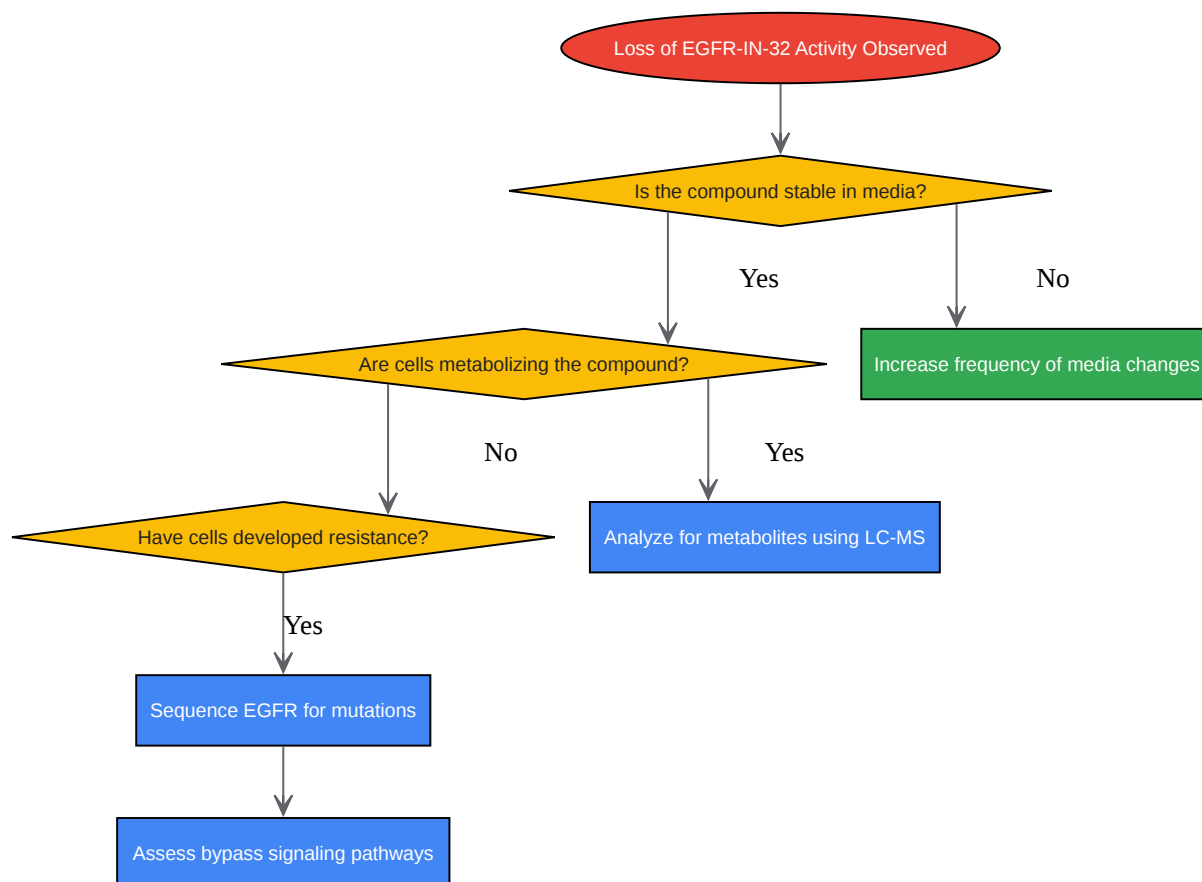 Loss of EGFR-IN-32 Activity Observed
Is the compound stable in media?
Yes
No
Are cells metabolizing the compound?
Increase frequency of media changes
No
Yes
Have cells developed resistance?
Analyze for metabolites using LC-MS
Yes
Sequence EGFR for mutations
Assess bypass signaling pathways